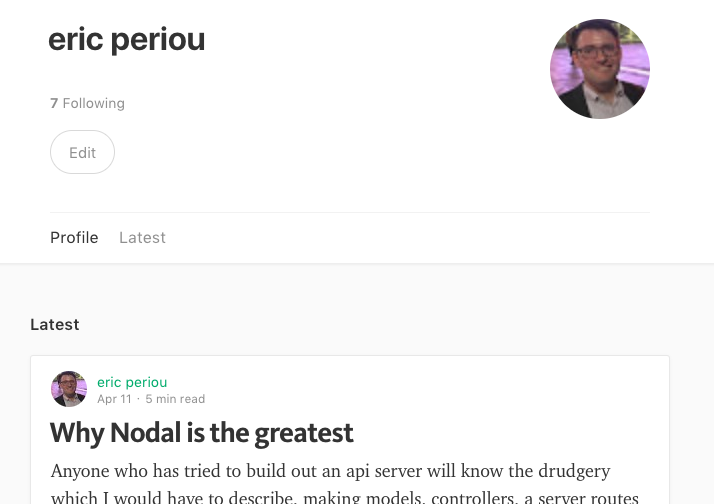 eric periou
7 Following
Edit
Profile Latest
Latest
eric periou
Apr 11 · 5 min read
Why Nodal is the greatest
Anyone who has tried to build out an api server will know the drudgery
which I would have to describe, making models, controllers, a server routes